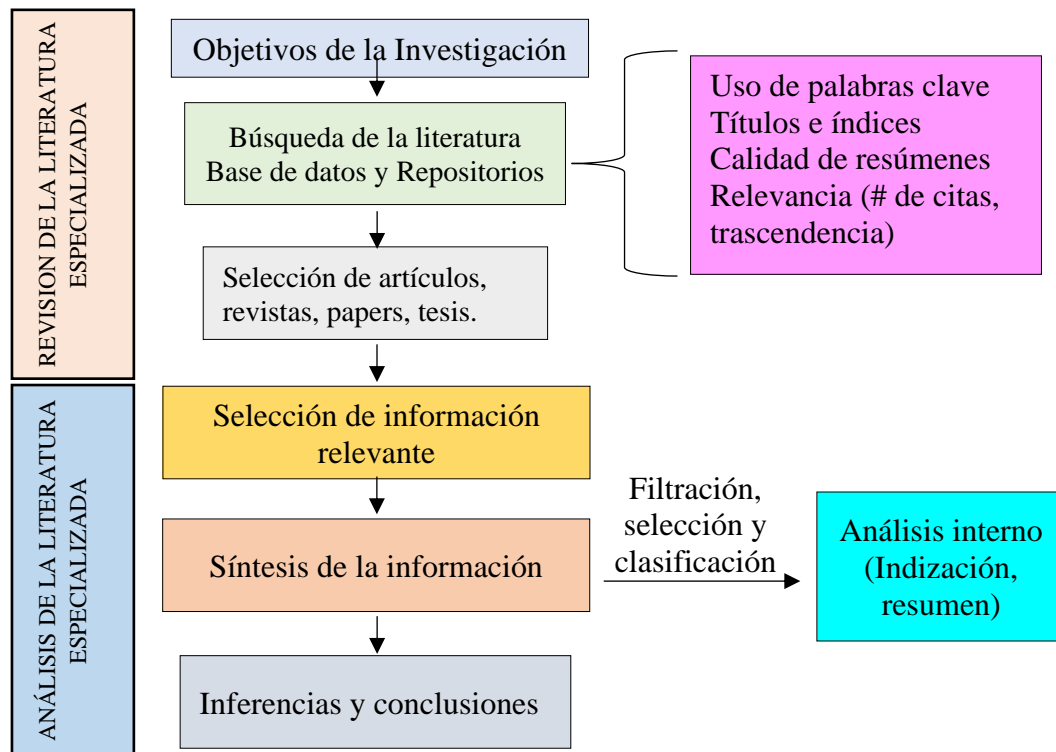 REVISION DE LA LITERATURA
ESPECIALIZADA
Objetivos de la Investigación
Búsqueda de la literatura
Base de datos y Repositorios
Uso de palabras clave
Títulos e índices
Calidad de resúmenes
Relevancia (# de citas,
trascendencia)
Selección de artículos,
revistas, papers, tesis.
ANÁLISIS DE LA LITERATURA
ESPECIALIZADA
Selección de información
relevante
Síntesis de la información
Filtración,
selección y
clasificación
Análisis interno
(Indización,
resumen)
Inferencias y conclusiones